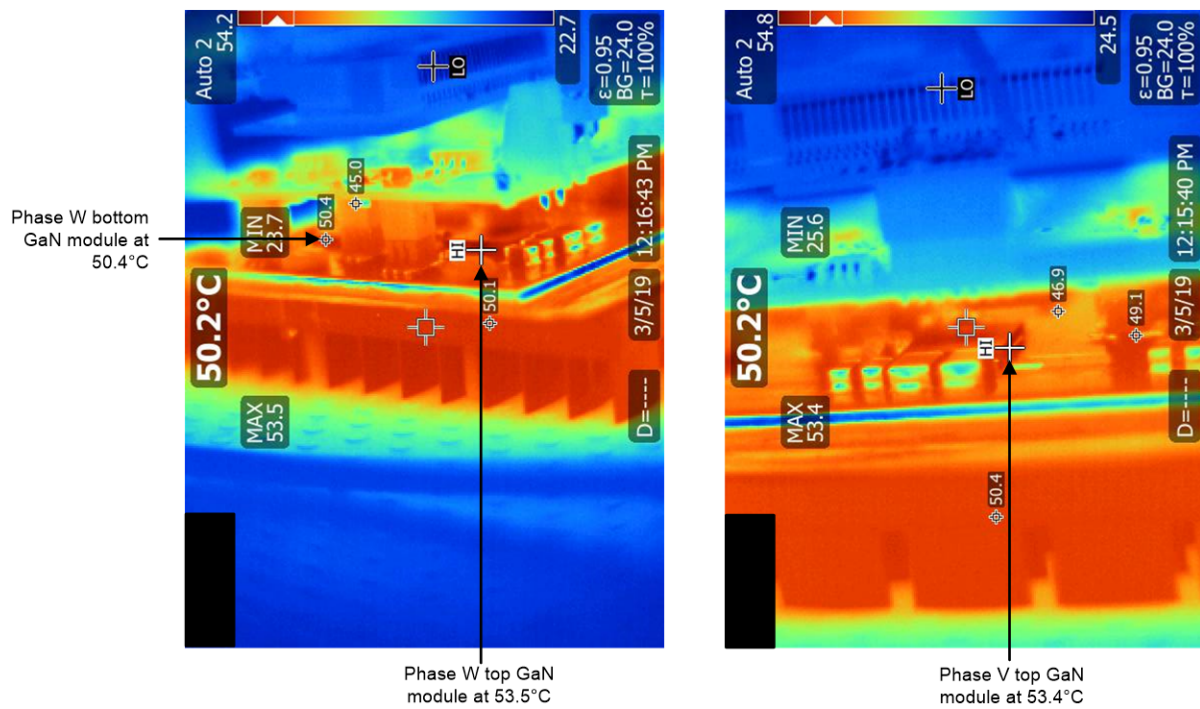 Auto 2
54.2
22.7
ε=0.95
BG=24.0
T=100%
LO
45.0
50.4
MIN
23.7
HI
12:16:43 PM
50.1
50.2°C
3/5/19
MAX
53.5
D=----
Phase W bottom
GaN module at
50.4°C
Phase W top GaN
module at 53.5°C
Auto 2
54.8
24.5
ε=0.95
BG=24.0
T=100%
LO
MIN
25.6
12:15:40 PM
46.9
49.1
HI
50.2°C
3/5/19
MAX
53.4
D=----
50.4
Phase V top GaN
module at 53.4°C